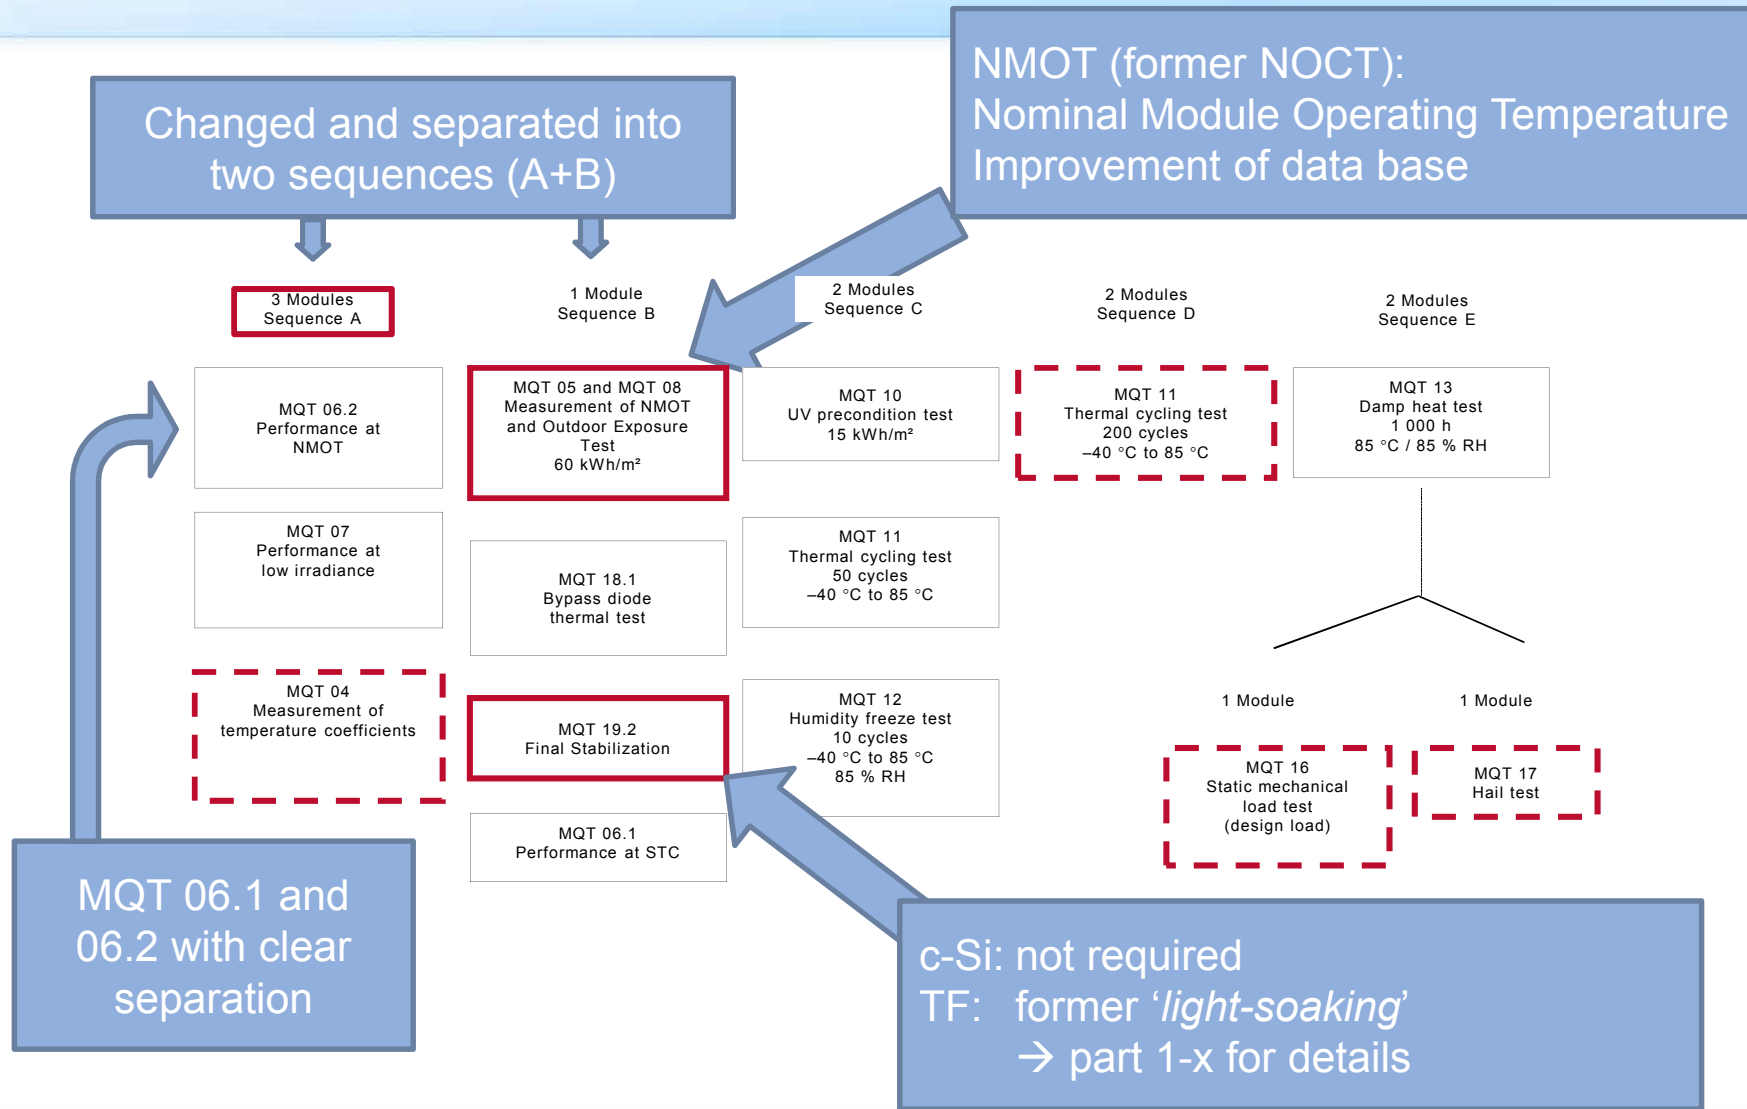 NMOT (former NOCT):
Nominal Module Operating Temperature
Improvement of data base
Changed and separated into
two sequences (A+B)
3 Modules
Sequence A
1 Module
Sequence B
2 Modules
Sequence C
2 Modules
Sequence D
2 Modules
Sequence E
MQT 06.2
Performance at
NMOT
MQT 05 and MQT 08
Measurement of NMOT
and Outdoor Exposure
Test
60 kWh/m²
MQT 10
UV precondition test
15 kWh/m²
MQT 11
Thermal cycling test
200 cycles
–40 °C to 85 °C
MQT 13
Damp heat test
1 000 h
85 °C / 85 % RH
MQT 07
Performance at
low irradiance
MQT 18.1
Bypass diode
thermal test
MQT 11
Thermal cycling test
50 cycles
–40 °C to 85 °C
MQT 04
Measurement of
temperature coefficients
MQT 19.2
Final Stabilization
MQT 12
Humidity freeze test
10 cycles
–40 °C to 85 °C
85 % RH
1 Module
1 Module
MQT 16
Static mechanical
load test
(design load)
MQT 17
Hail test
MQT 06.1
Performance at STC
MQT 06.1 and
06.2 with clear
separation
c-Si: not required
TF: former ‘light-soaking’
→ part 1-x for details